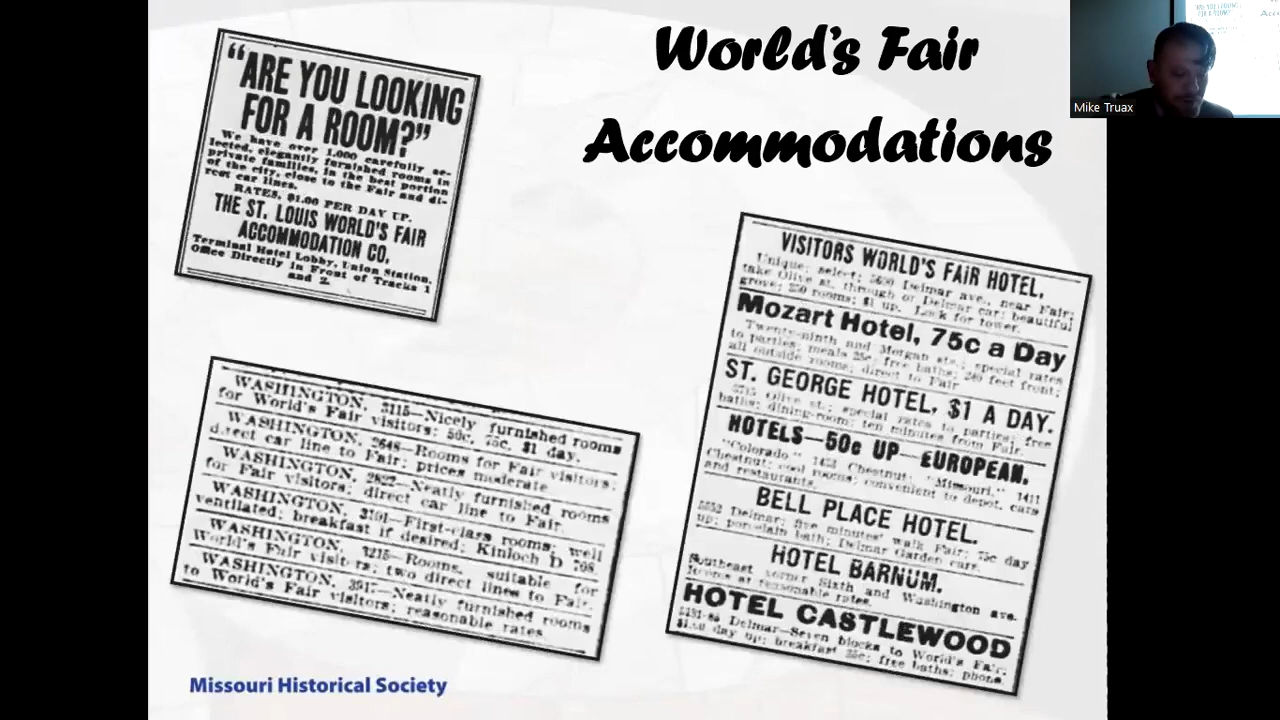 World's Fair
Accommodations
Mike Truax
"ARE YOU LOOKING
FOR A ROOM?"
We have over 1,000 carefully se-
lected, elegantly furnished rooms in
private families, in the best portion
of the city, close to the Fair and di-
rect car lines.
RATES, $1.00 PER DAY UP.
THE ST. LOUIS WORLD'S FAIR
ACCOMMODATION CO.
Terminal Hotel Lobby, Union Station.
Office Directly in Front of Tracks 1
and 2.
WASHINGTON, 3115—Nicely furnished rooms
for World's Fair visitors; 50c, 75c, $1 day.
WASHINGTON, 2648—Rooms for Fair visitors;
direct car line to Fair; prices moderate.
WASHINGTON, 2827—Neatly furnished rooms
for Fair visitors; direct car line to Fair.
WASHINGTON, —First-class rooms; well
ventilated; breakfast if desired; Kinloch D 708.
WASHINGTON, —Rooms, suitable for
World's Fair visitors; two direct lines to Fair.
WASHINGTON, —Neatly furnished rooms
to World's Fair visitors; reasonable rates.
VISITORS WORLD'S FAIR HOTEL,
Unique; select; 5600 Delmar ave., near Fair;
take Olive st. through or Delmar car; beautiful
grove; rooms; $1 up. Look for tower.
Mozart Hotel, 75c a Day
Twenty-ninth and Morgan sts.; special rates
to parties; meals 25c; free baths; 240 feet front;
all outside rooms; direct to Fair
ST. GEORGE HOTEL, $1 A DAY.
Olive st.; special rates to parties; free
baths; dining-room; ten minutes from Fair.
HOTELS—50c UP—EUROPEAN.
"Colorado" Chestnut; "Missouri," 1411
Chestnut; cool rooms; convenient to depot, cars
and restaurants.
BELL PLACE HOTEL.
Delmar; five minutes' walk Fair; 75c day
up; porcelain bath; Delmar Garden cars.
HOTEL BARNUM,
Southeast corner Sixth and Washington ave.
Rooms at reasonable rates.
HOTEL CASTLEWOOD
Delmar—Seven blocks to World's Fair;
day up; breakfast 35c; free baths; phone.
Missouri Historical Society